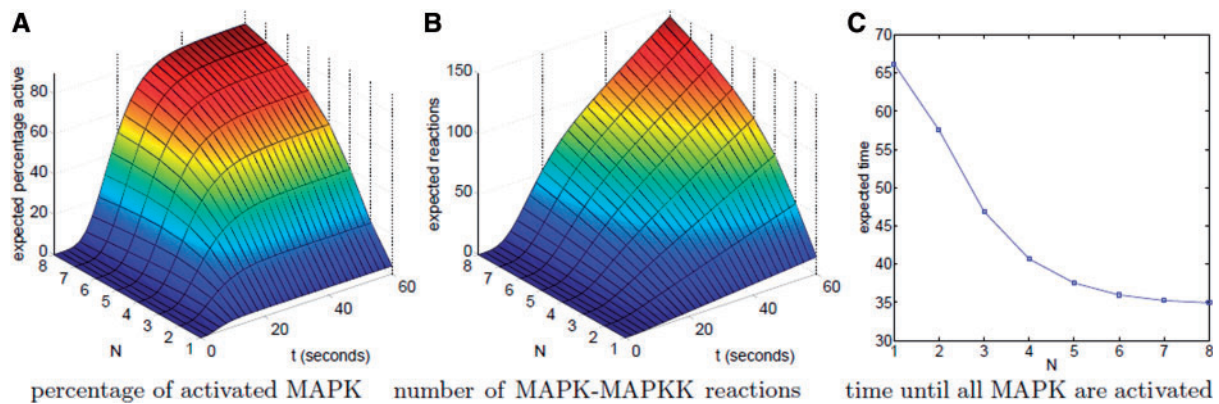 A
expected percentage active
80
60
40
20
0
8
7
6
5
4
3
2
1
N
0
20
40
60
t (seconds)
percentage of activated MAPK
B
expected reactions
150
100
50
0
8
7
6
5
4
3
2
1
N
0
20
40
60
t (seconds)
number of MAPK-MAPKK reactions
C
expected time
70
65
60
55
50
45
40
35
30
1 2 3 4 5 6 7 8
N
time until all MAPK are activated